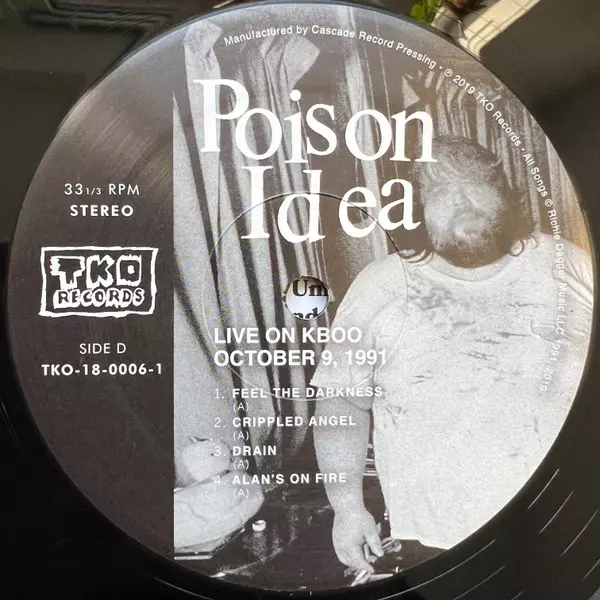 Manufactured by Cascade Record Pressing • ℗ 2019 TKO Records • All Songs © Richie Dagger Music LLC 1991, 2019
Poison
Idea
33 1/3 RPM
STEREO
TKO
RECORDS
SIDE D
TKO-18-0006-1
Um
LIVE ON KBOO
OCTOBER 9, 1991
1. FEEL THE DARKNESS
(A)
2. CRIPPLED ANGEL
(A)
3. DRAIN
(A)
4. ALAN'S ON FIRE
(A)